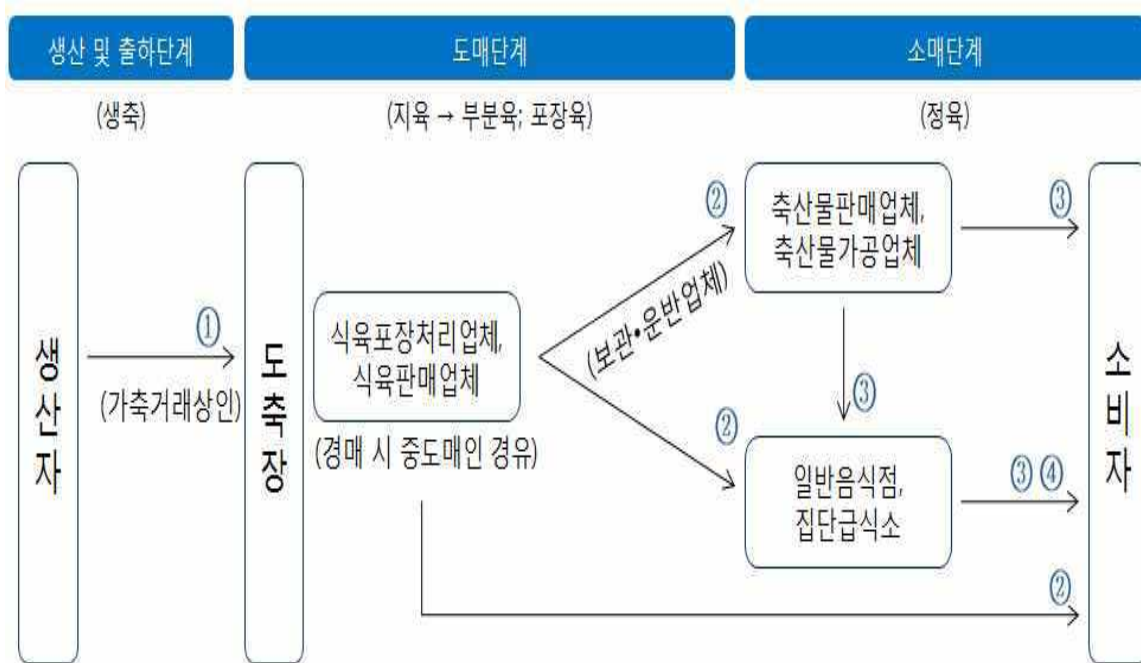 생산 및 출하단계
도매단계
소매단계
(생축)
(지육 → 부분육; 포장육)
(정육)
생산자
①
(가축거래상인)
도축장
식육포장처리업체,
식육판매업체
(경매 시 중도매인 경유)
②
(보관•운반업체)
②
축산물판매업체,
축산물가공업체
③
③
일반음식점,
집단급식소
③ ④
②
소비자